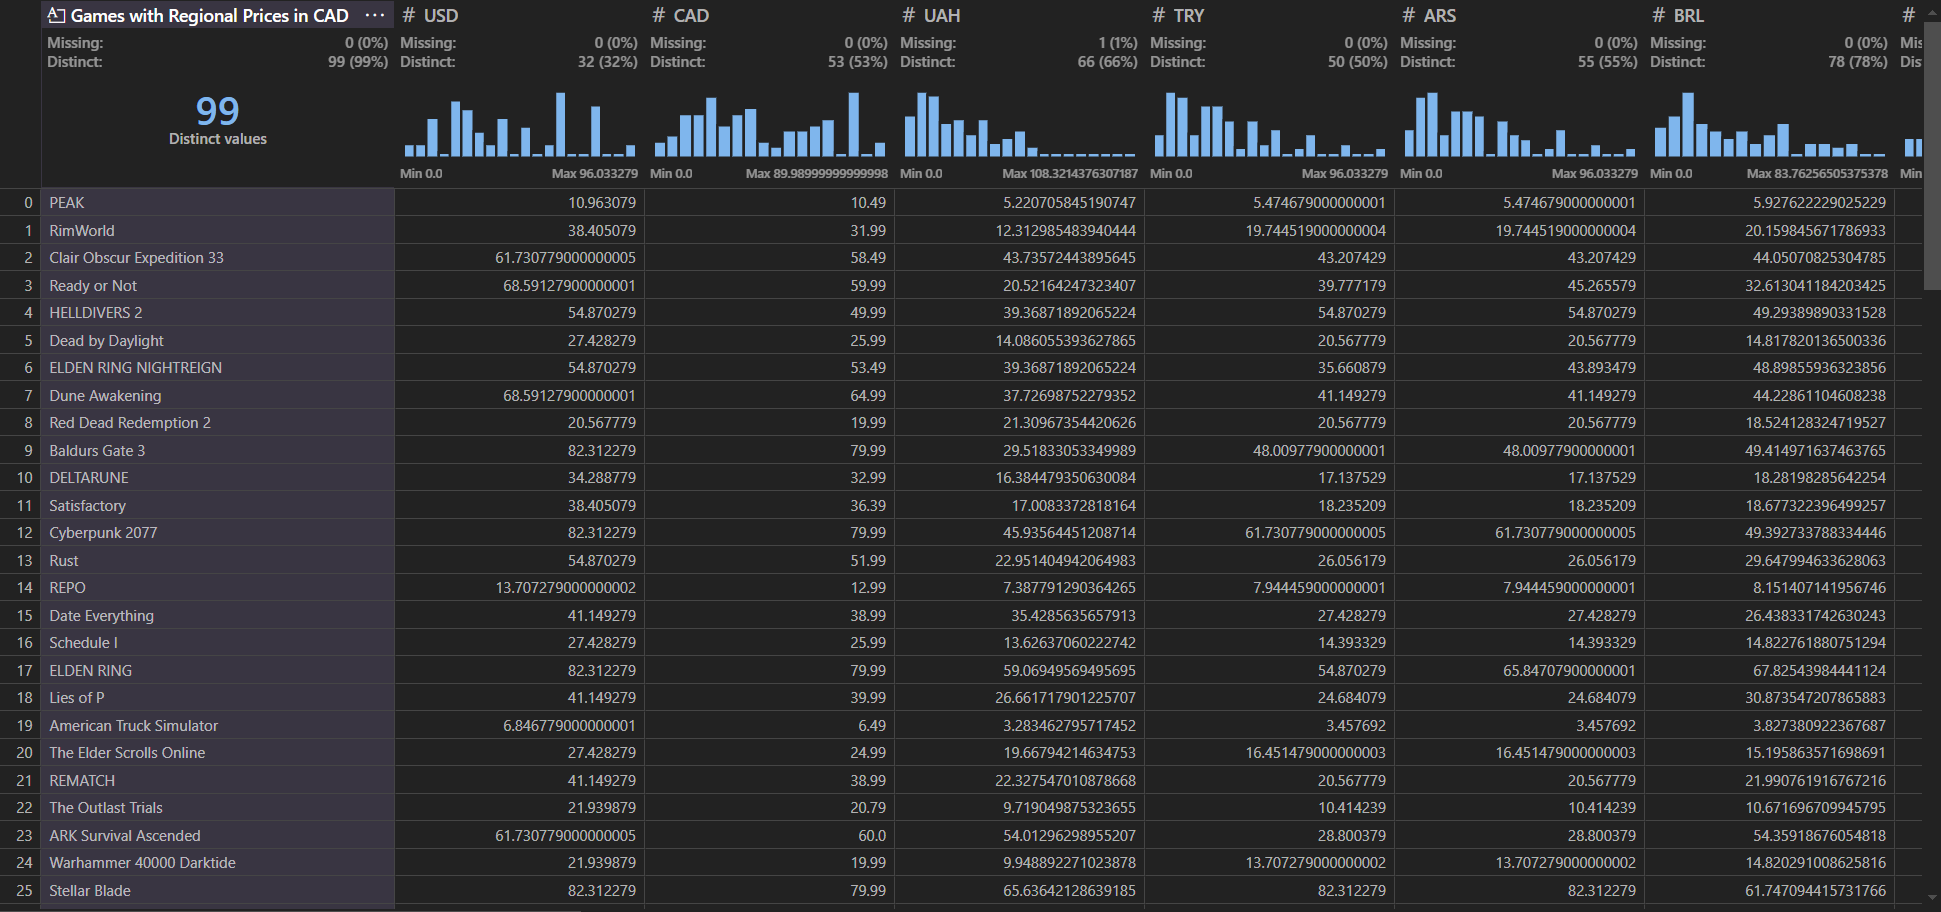 Games with Regional Prices in CAD ··· # USD # CAD # UAH # TRY # ARS # BRL #
Missing: 0 (0%) Missing: 0 (0%) Missing: 0 (0%) Missing: 1 (1%) Missing: 0 (0%) Missing: 0 (0%) Missing: 0 (0%) Mis
Distinct: 99 (99%) Distinct: 32 (32%) Distinct: 53 (53%) Distinct: 66 (66%) Distinct: 50 (50%) Distinct: 55 (55%) Distinct: 78 (78%) Dis
99
Distinct values
Min 0.0 Max 96.033279 Min 0.0 Max 89.98999999999998 Min 0.0 Max 108.3214376307187 Min 0.0 Max 96.033279 Min 0.0 Max 96.033279 Min 0.0 Max 83.76256505375378 Min
0 PEAK 10.963079 10.49 5.220705845190747 5.474679000000001 5.474679000000001 5.927622229025229
1 RimWorld 38.405079 31.99 12.312985483940444 19.744519000000004 19.744519000000004 20.159845671786933
2 Clair Obscur Expedition 33 61.730779000000005 58.49 43.73572443895645 43.207429 43.207429 44.05070825304785
3 Ready or Not 68.59127900000001 59.99 20.52164247323407 39.777179 45.265579 32.613041184203425
4 HELLDIVERS 2 54.870279 49.99 39.36871892065224 54.870279 54.870279 49.29389890331528
5 Dead by Daylight 27.428279 25.99 14.086055393627865 20.567779 20.567779 14.817820136500336
6 ELDEN RING NIGHTREIGN 54.870279 53.49 39.36871892065224 35.660879 43.893479 48.89855936323856
7 Dune Awakening 68.59127900000001 64.99 37.72698752279352 41.149279 41.149279 44.22861104608238
8 Red Dead Redemption 2 20.567779 19.99 21.30967354420626 20.567779 20.567779 18.524128324719527
9 Baldurs Gate 3 82.312279 79.99 29.51833053349989 48.00977900000001 48.00977900000001 49.414971637463765
10 DELTARUNE 34.288779 32.99 16.384479350630084 17.137529 17.137529 18.28198285642254
11 Satisfactory 38.405079 36.39 17.0083372818164 18.235209 18.235209 18.677322396499257
12 Cyberpunk 2077 82.312279 79.99 45.93564451208714 61.730779000000005 61.730779000000005 49.392733788334446
13 Rust 54.870279 51.99 22.951404942064983 26.056179 26.056179 29.647994633628063
14 REPO 13.707279000000002 12.99 7.387791290364265 7.944459000000001 7.944459000000001 8.151407141956746
15 Date Everything 41.149279 38.99 35.4285635657913 27.428279 27.428279 26.438331742630243
16 Schedule I 27.428279 25.99 13.62637060222742 14.393329 14.393329 14.822761880751294
17 ELDEN RING 82.312279 79.99 59.06949569495695 54.870279 65.84707900000001 67.82543984441124
18 Lies of P 41.149279 39.99 26.661717901225707 24.684079 24.684079 30.873547207865883
19 American Truck Simulator 6.846779000000001 6.49 3.283462795717452 3.457692 3.457692 3.827380922367687
20 The Elder Scrolls Online 27.428279 24.99 19.66794214634753 16.451479000000003 16.451479000000003 15.195863571698691
21 REMATCH 41.149279 38.99 22.327547010878668 20.567779 20.567779 21.990761916767216
22 The Outlast Trials 21.939879 20.79 9.719049875323655 10.414239 10.414239 10.671696709945795
23 ARK Survival Ascended 61.730779000000005 60.0 54.01296298955207 28.800379 28.800379 54.35918676054818
24 Warhammer 40000 Darktide 21.939879 19.99 9.948892271023878 13.707279000000002 13.707279000000002 14.820291008625816
25 Stellar Blade 82.312279 79.99 65.63642128639185 82.312279 82.312279 61.747094415731766